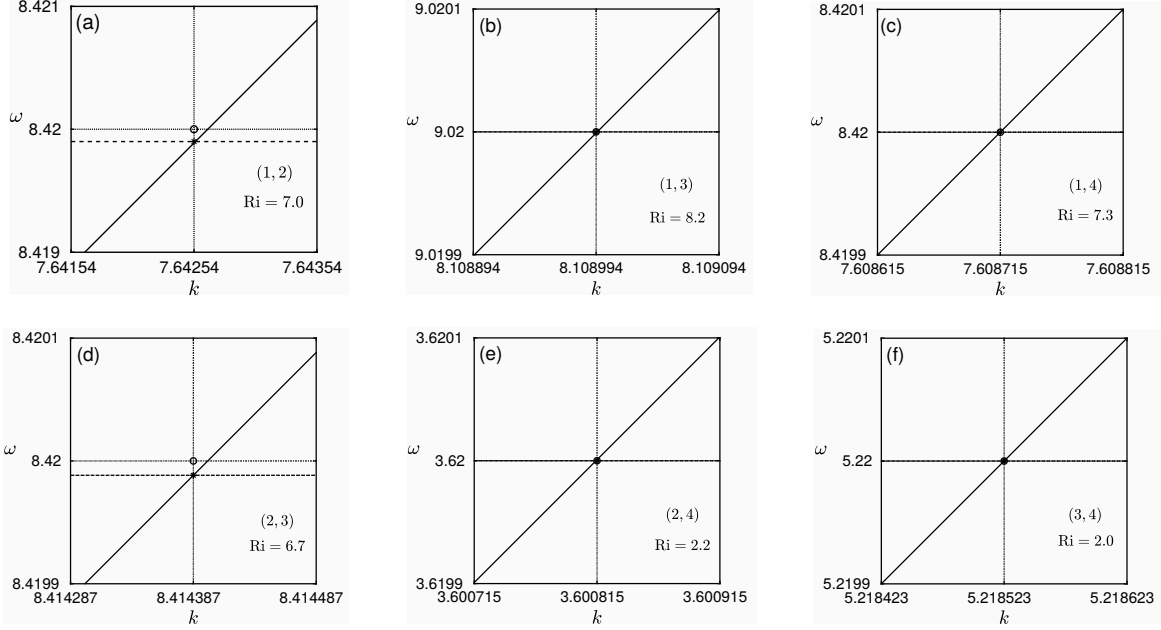 8.421
(a)
ω
8.42
(1, 2)
Ri = 7.0
8.419
7.64154 7.64254 7.64354
k
9.0201
(b)
ω
9.02
(1, 3)
Ri = 8.2
9.0199
8.108894 8.108994 8.109094
k
8.4201
(c)
ω
8.42
(1, 4)
Ri = 7.3
8.4199
7.608615 7.608715 7.608815
k
8.4201
(d)
ω
8.42
(2, 3)
Ri = 6.7
8.4199
8.414287 8.414387 8.414487
k
3.6201
(e)
ω
3.62
(2, 4)
Ri = 2.2
3.6199
3.600715 3.600815 3.600915
k
5.2201
(f)
ω
5.22
(3, 4)
Ri = 2.0
5.2199
5.218423 5.218523 5.218623
k